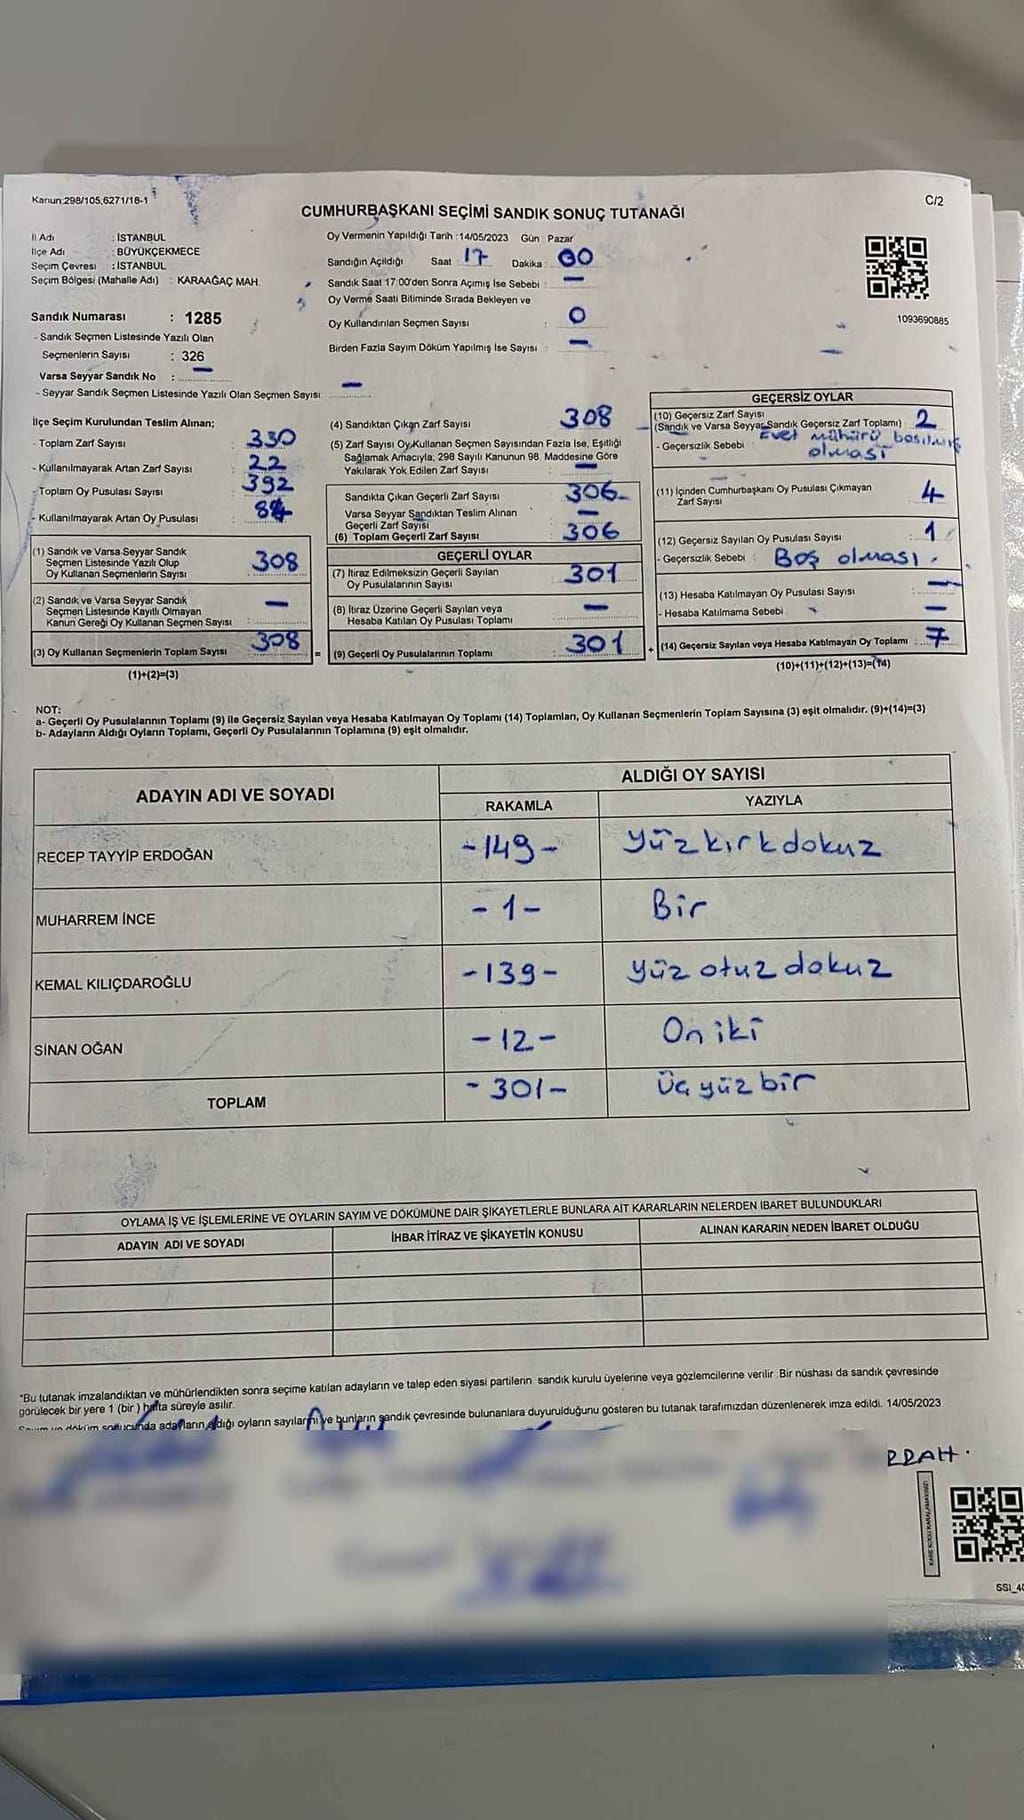 Kanun:298/105,6271/16-1
C/2
CUMHURBAŞKANI SEÇİMİ SANDIK SONUÇ TUTANAĞI
İl Adı : İSTANBUL
İlçe Adı : BÜYÜKÇEKMECE
Seçim Çevresi : İSTANBUL
Seçim Bölgesi (Mahalle Adı) : KARAAĞAÇ MAH.
Sandık Numarası : 1285
- Sandık Seçmen Listesinde Yazılı Olan
Seçmenlerin Sayısı : 326
Varsa Seyyar Sandık No : —
- Seyyar Sandık Seçmen Listesinde Yazılı Olan Seçmen Sayısı —
Oy Vermenin Yapıldığı Tarih :14/05/2023 Gün : Pazar
Sandığın Açıldığı Saat : 17 Dakika : 00
Sandık Saat 17:00'den Sonra Açımış İse Sebebi : —
Oy Verme Saati Bitiminde Sırada Bekleyen ve
Oy Kullandırılan Seçmen Sayısı : 0
Birden Fazla Sayım Döküm Yapılmış İse Sayısı : —
1093690885
İlçe Seçim Kurulundan Teslim Alınan;
- Toplam Zarf Sayısı : 330
- Kullanılmayarak Artan Zarf Sayısı : 22
- Toplam Oy Pusulası Sayısı : 392
- Kullanılmayarak Artan Oy Pusulası :
(1) Sandık ve Varsa Seyyar Sandık
Seçmen Listesinde Yazılı Olup
Oy Kullanan Seçmenlerin Sayısı : 308
(2) Sandık ve Varsa Seyyar Sandık
Seçmen Listesinde Kayıtlı Olmayan
Kanun Gereği Oy Kullanan Seçmen Sayısı : —
(3) Oy Kullanan Seçmenlerin Toplam Sayısı : 308
(1)+(2)=(3)
(4) Sandıktan Çıkan Zarf Sayısı : 308
(5) Zarf Sayısı Oy Kullanan Seçmen Sayısından Fazla İse, Eşitliği
Sağlamak Amacıyla, 298 Sayılı Kanunun 98. Maddesine Göre
Yakılarak Yok Edilen Zarf Sayısı : —
Sandıkta Çıkan Geçerli Zarf Sayısı : 306
Varsa Seyyar Sandıktan Teslim Alınan
Geçerli Zarf Sayısı : —
(6) Toplam Geçerli Zarf Sayısı : 306
GEÇERLİ OYLAR
(7) İtiraz Edilmeksizin Geçerli Sayılan
Oy Pusulalarının Sayısı : 301
(8) İtiraz Üzerine Geçerli Sayılan veya
Hesaba Katılan Oy Pusulası Toplamı : —
= (9) Geçerli Oy Pusulalarının Toplamı : 301
GEÇERSİZ OYLAR
(10) Geçersiz Zarf Sayısı
(Sandık ve Varsa Seyyar Sandık Geçersiz Zarf Toplamı) : 2
- Geçersizlik Sebebi : Evet mühürü basılmış
olması
(11) İçinden Cumhurbaşkanı Oy Pusulası Çıkmayan
Zarf Sayısı : 4
(12) Geçersiz Sayılan Oy Pusulası Sayısı : 1
- Geçersizlik Sebebi : Boş olması.
(13) Hesaba Katılmayan Oy Pusulası Sayısı : —
- Hesaba Katılmama Sebebi : —
+ (14) Geçersiz Sayılan veya Hesaba Katılmayan Oy Toplamı : 7
(10)+(11)+(12)+(13)=(14)
NOT:
a- Geçerli Oy Pusulalarının Toplamı (9) ile Geçersiz Sayılan veya Hesaba Katılmayan Oy Toplamı (14) Toplamları, Oy Kullanan Seçmenlerin Toplam Sayısına (3) eşit olmalıdır. (9)+(14)=(3)
b- Adayların Aldığı Oyların Toplamı, Geçerli Oy Pusulalarının Toplamına (9) eşit olmalıdır.
ADAYIN ADI VE SOYADI
ALDIĞI OY SAYISI
RAKAMLA YAZIYLA
RECEP TAYYİP ERDOĞAN -149- Yüzkırkdokuz
MUHARREM İNCE -1- Bir
KEMAL KILIÇDAROĞLU -139- Yüz otuz dokuz
SİNAN OĞAN -12- On iki
TOPLAM -301- Üç yüz bir
OYLAMA İŞ VE İŞLEMLERİNE VE OYLARIN SAYIM VE DÖKÜMÜNE DAİR ŞİKAYETLERLE BUNLARA AİT KARARLARIN NELERDEN İBARET BULUNDUKLARI
ADAYIN ADI VE SOYADI İHBAR İTİRAZ VE ŞİKAYETİN KONUSU ALINAN KARARIN NEDEN İBARET OLDUĞU
*Bu tutanak imzalandıktan ve mühürlendikten sonra seçime katılan adayların ve talep eden siyasi partilerin sandık kurulu üyelerine veya gözlemcilerine verilir. Bir nüshası da sandık çevresinde
görülecek bir yere 1 (bir ) hafta süreyle asılır.
Sayım ve döküm sonucunda adayların aldığı oyların sayılarını ve bunların sandık çevresinde bulunanlara duyurulduğunu gösteren bu tutanak tarafımızdan düzenlenerek imza edildi. 14/05/2023
KARE KODU KARALAMAYINIZ!